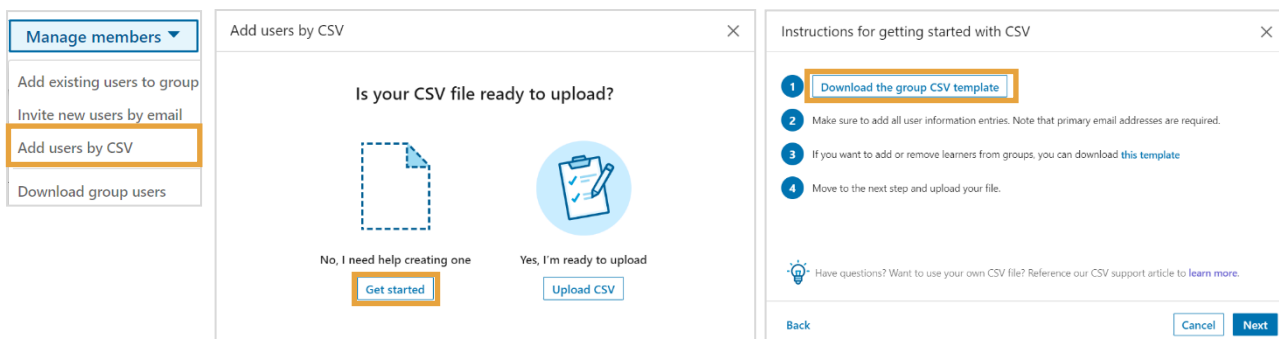 Manage members
Add existing users to group
Invite new users by email
Add users by CSV
Download group users
Add users by CSV
Is your CSV file ready to upload?
No, I need help creating one
Get started
Yes, I'm ready to upload
Upload CSV
Instructions for getting started with CSV
1 Download the group CSV template
2 Make sure to add all user information entries. Note that primary email addresses are required.
3 If you want to add or remove learners from groups, you can download this template
4 Move to the next step and upload your file.
Have questions? Want to use your own CSV file? Reference our CSV support article to learn more.
Back
Cancel
Next